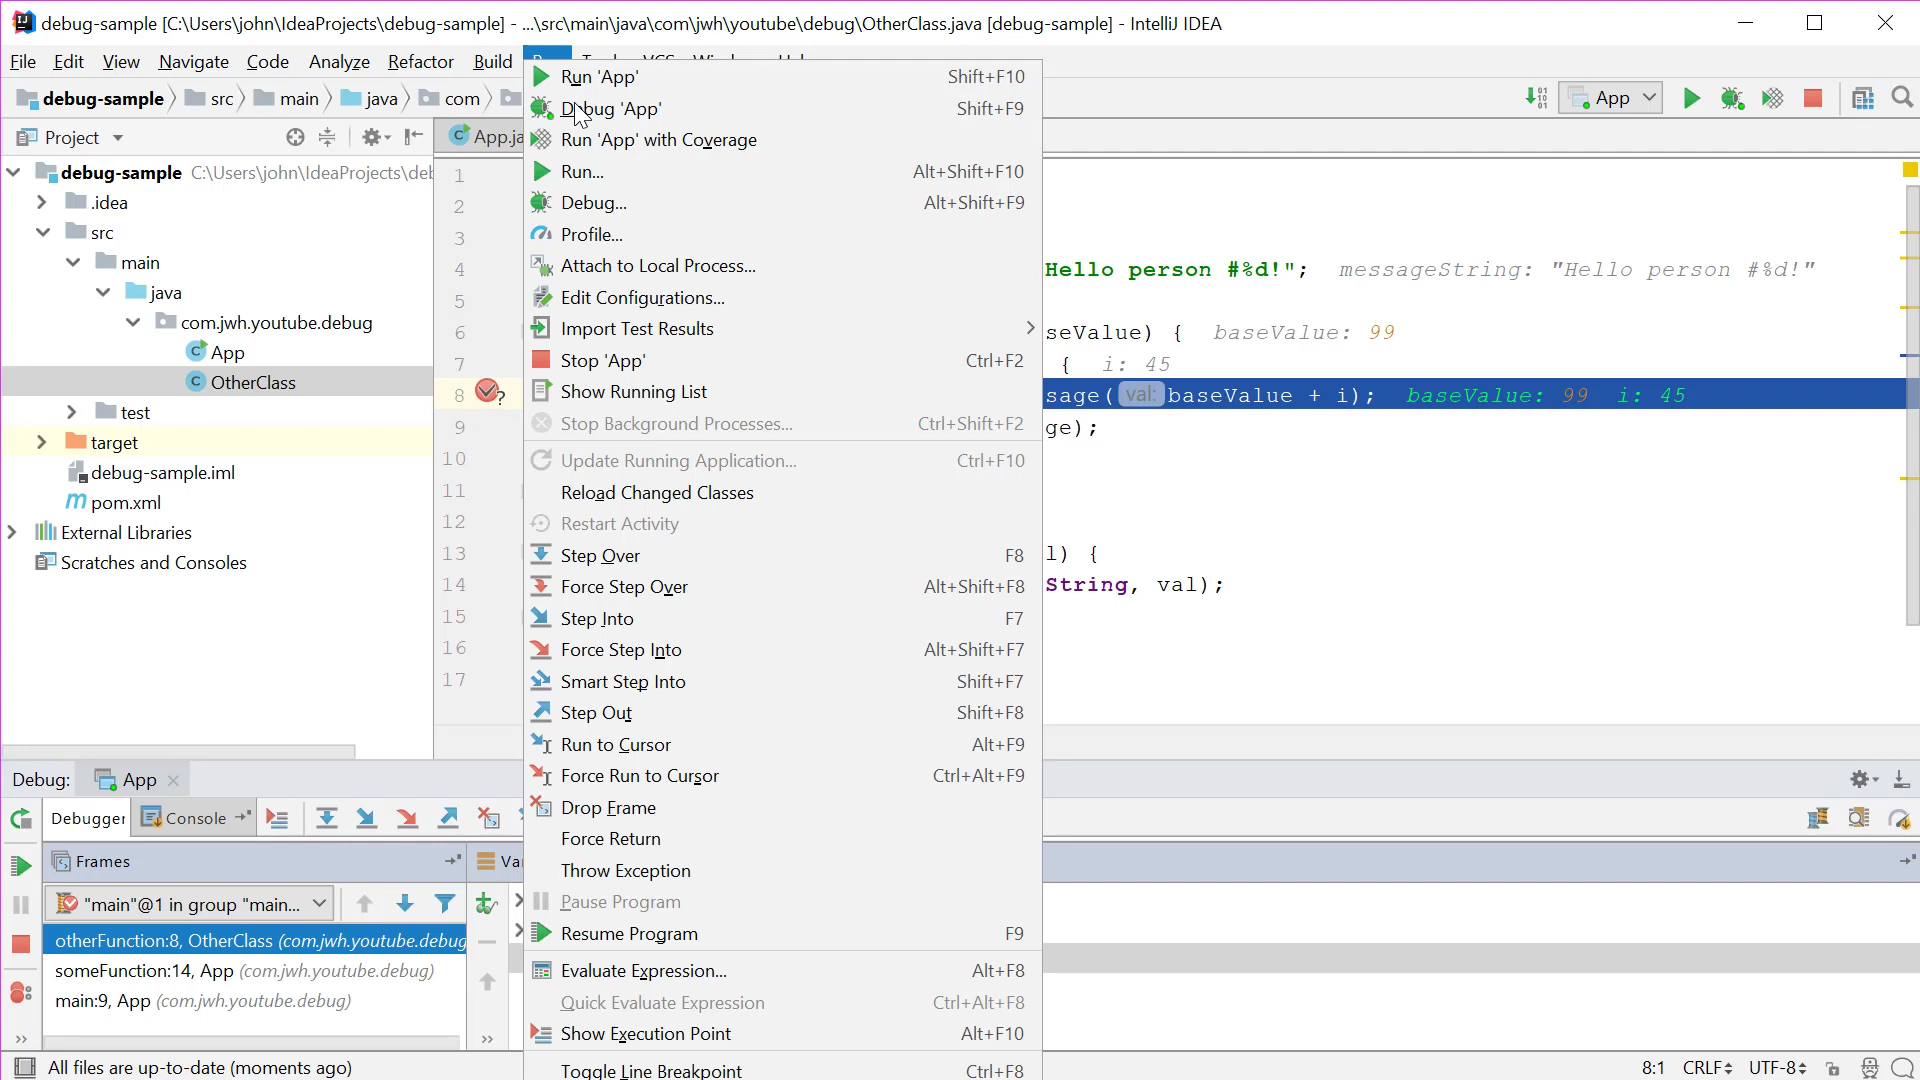 debug-sample [C:\Users\john\IdeaProjects\debug-sample] - ...\src\main\java\com\jwh\youtube\debug\OtherClass.java [debug-sample] - IntelliJ IDEA
File Edit View Navigate Code Analyze Refactor Build
debug-sample src main java com
App
Project
App.ja
debug-sample C:\Users\john\IdeaProjects\de
.idea
src
main
java
com.jwh.youtube.debug
App
OtherClass
test
target
debug-sample.iml
pom.xml
External Libraries
Scratches and Consoles
1
2
3
4
5
6
7
8
9
10
11
12
13
14
15
16
17
Run 'App' Shift+F10
Debug 'App' Shift+F9
Run 'App' with Coverage
Run... Alt+Shift+F10
Debug... Alt+Shift+F9
Profile...
Attach to Local Process...
Edit Configurations...
Import Test Results
Stop 'App' Ctrl+F2
Show Running List
Stop Background Processes... Ctrl+Shift+F2
Update Running Application... Ctrl+F10
Reload Changed Classes
Restart Activity
Step Over F8
Force Step Over Alt+Shift+F8
Step Into F7
Force Step Into Alt+Shift+F7
Smart Step Into Shift+F7
Step Out Shift+F8
Run to Cursor Alt+F9
Force Run to Cursor Ctrl+Alt+F9
Drop Frame
Force Return
Throw Exception
Pause Program
Resume Program F9
Evaluate Expression... Alt+F8
Quick Evaluate Expression Ctrl+Alt+F8
Show Execution Point Alt+F10
Toggle Line Breakpoint Ctrl+F8
Hello person #%d!"; messageString: "Hello person #%d!"
seValue) { baseValue: 99
{ i: 45
sage( val: baseValue + i); baseValue: 99 i: 45
ge);
l) {
String, val);
Debug: App
Debugger Console
Frames Va
"main"@1 in group "main...
otherFunction:8, OtherClass (com.jwh.youtube.debug
someFunction:14, App (com.jwh.youtube.debug)
main:9, App (com.jwh.youtube.debug)
All files are up-to-date (moments ago)
8:1 CRLF UTF-8